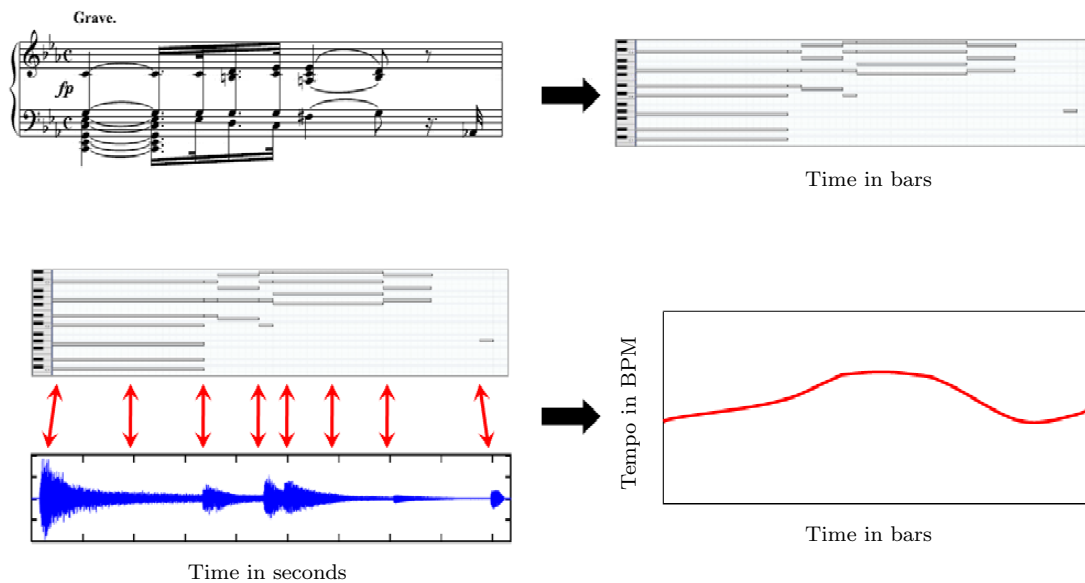 Grave.
fp
Time in bars
Tempo in BPM
Time in seconds
Time in bars